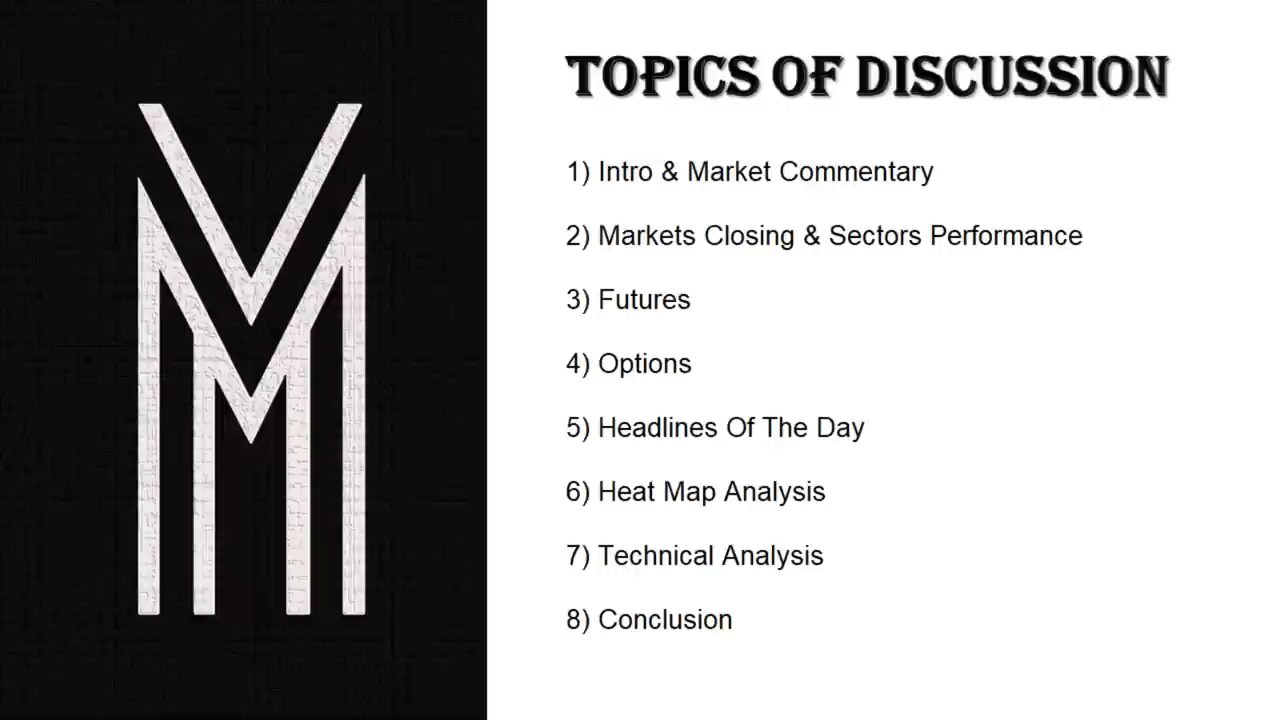 TOPICS OF DISCUSSION
1) Intro & Market Commentary
2) Markets Closing & Sectors Performance
3) Futures
4) Options
5) Headlines Of The Day
6) Heat Map Analysis
7) Technical Analysis
8) Conclusion